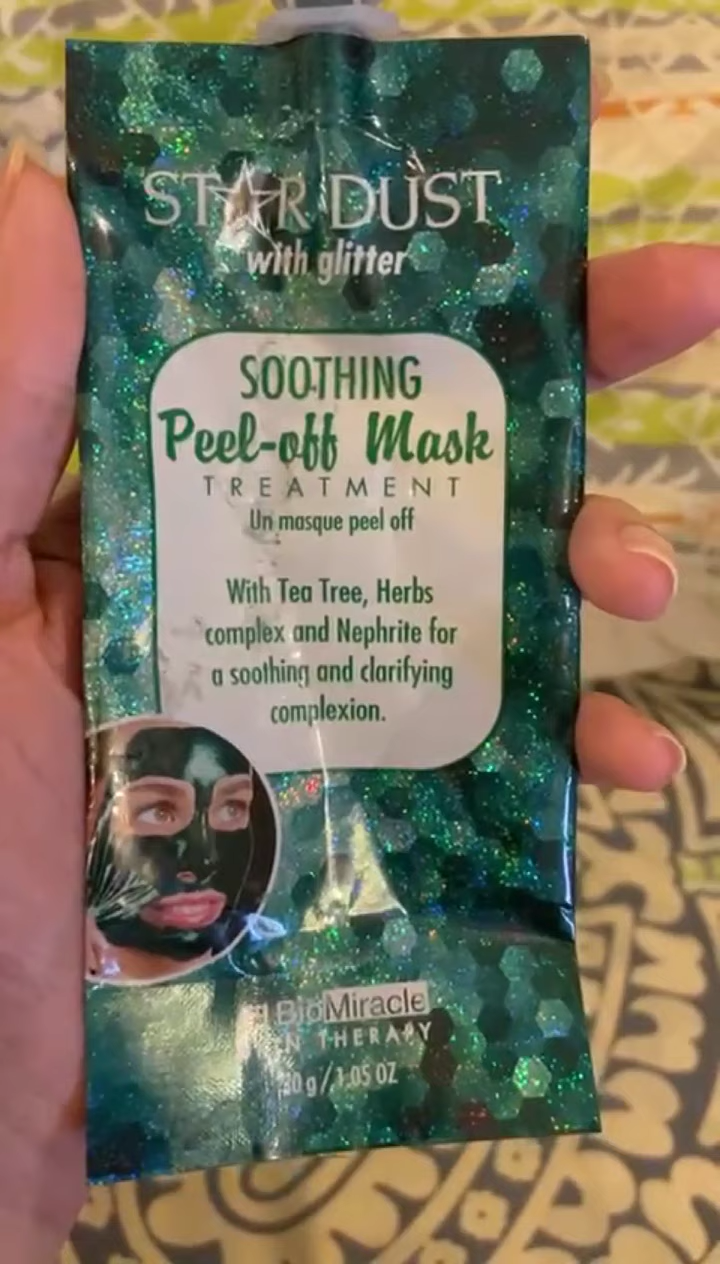 STAR DUST
with glitter
SOOTHING
Peel-off Mask
TREATMENT
Un masque peel off
With Tea Tree, Herbs
complex and Nephrite for
a soothing and clarifying
complexion.
BioMiracle
THERAPY
30 g / 1.05 OZ